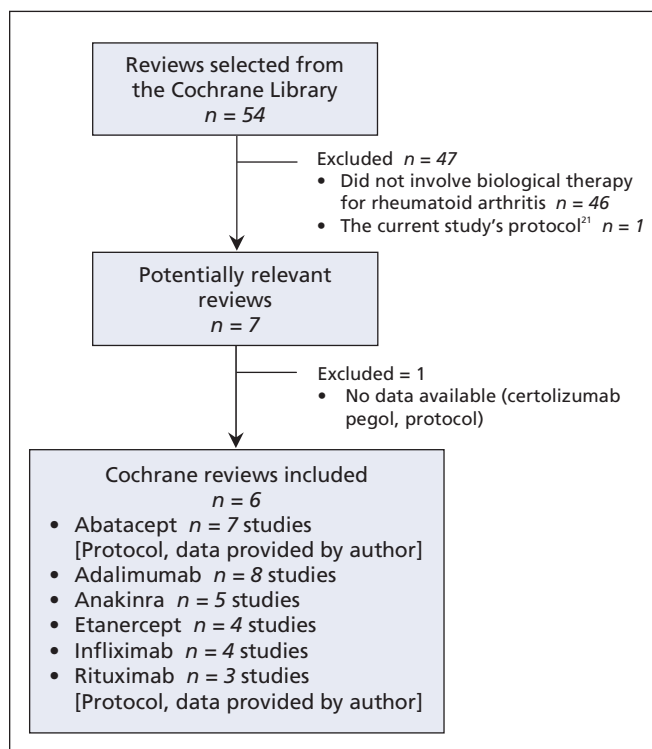 Reviews selected from
the Cochrane Library
n = 54
Excluded n = 47
• Did not involve biological therapy
for rheumatoid arthritis n = 46
• The current study's protocol²¹ n = 1
Potentially relevant
reviews
n = 7
Excluded = 1
• No data available (certolizumab
pegol, protocol)
Cochrane reviews included
n = 6
• Abatacept n = 7 studies
[Protocol, data provided by author]
• Adalimumab n = 8 studies
• Anakinra n = 5 studies
• Etanercept n = 4 studies
• Infliximab n = 4 studies
• Rituximab n = 3 studies
[Protocol, data provided by author]